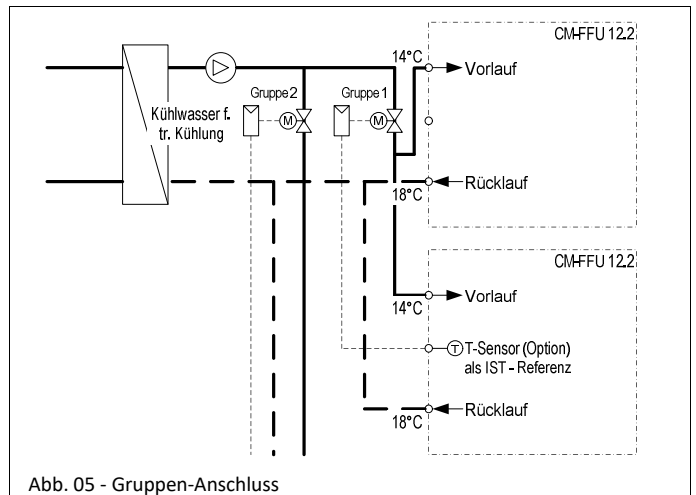 CM-FFU 12.2
14°C
Vorlauf
Gruppe 2
Gruppe 1
Kühlwasser f.
tr. Kühlung
M
M
18°C
Rücklauf
CM-FFU 12.2
14°C
Vorlauf
T
T-Sensor (Option)
als IST - Referenz
18°C
Rücklauf
Abb. 05 - Gruppen-Anschluss